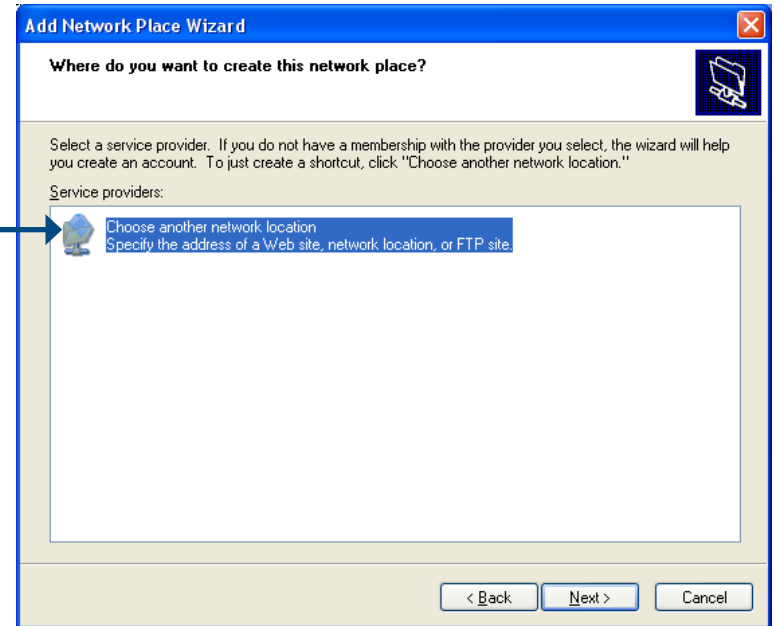 Add Network Place Wizard
Where do you want to create this network place?
Select a service provider. If you do not have a membership with the provider you select, the wizard will help
you create an account. To just create a shortcut, click "Choose another network location."
Service providers:
Choose another network location
Specify the address of a Web site, network location, or FTP site.
< Back Next > Cancel